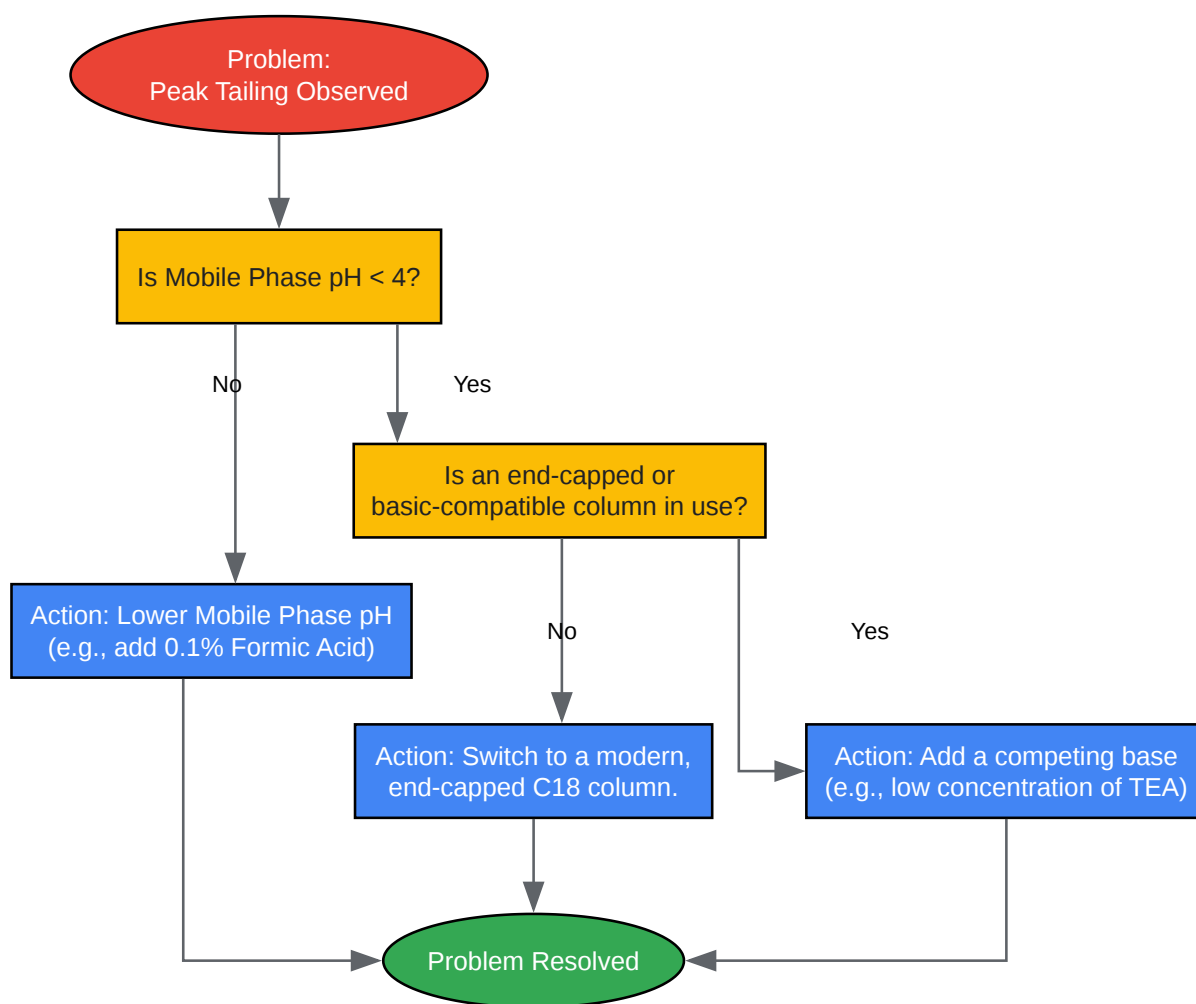 Problem:
Peak Tailing Observed
Is Mobile Phase pH < 4?
No
Yes
Is an end-capped or
basic-compatible column in use?
Action: Lower Mobile Phase pH
(e.g., add 0.1% Formic Acid)
No
Yes
Action: Switch to a modern,
end-capped C18 column.
Action: Add a competing base
(e.g., low concentration of TEA)
Problem Resolved